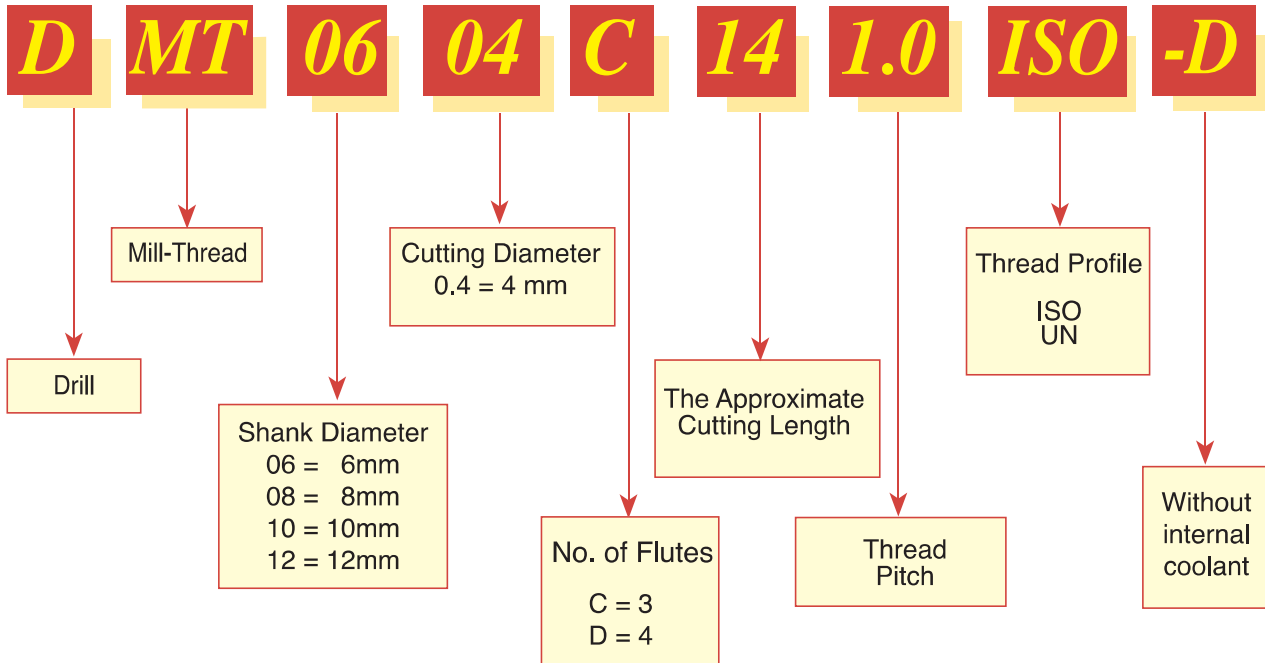 D MT 06 04 C 14 1.0 ISO -D
Drill
Mill-Thread
Shank Diameter
06 = 6mm
08 = 8mm
10 = 10mm
12 = 12mm
Cutting Diameter
0.4 = 4 mm
No. of Flutes
C = 3
D = 4
The Approximate
Cutting Length
Thread
Pitch
Thread Profile
ISO
UN
Without
internal
coolant